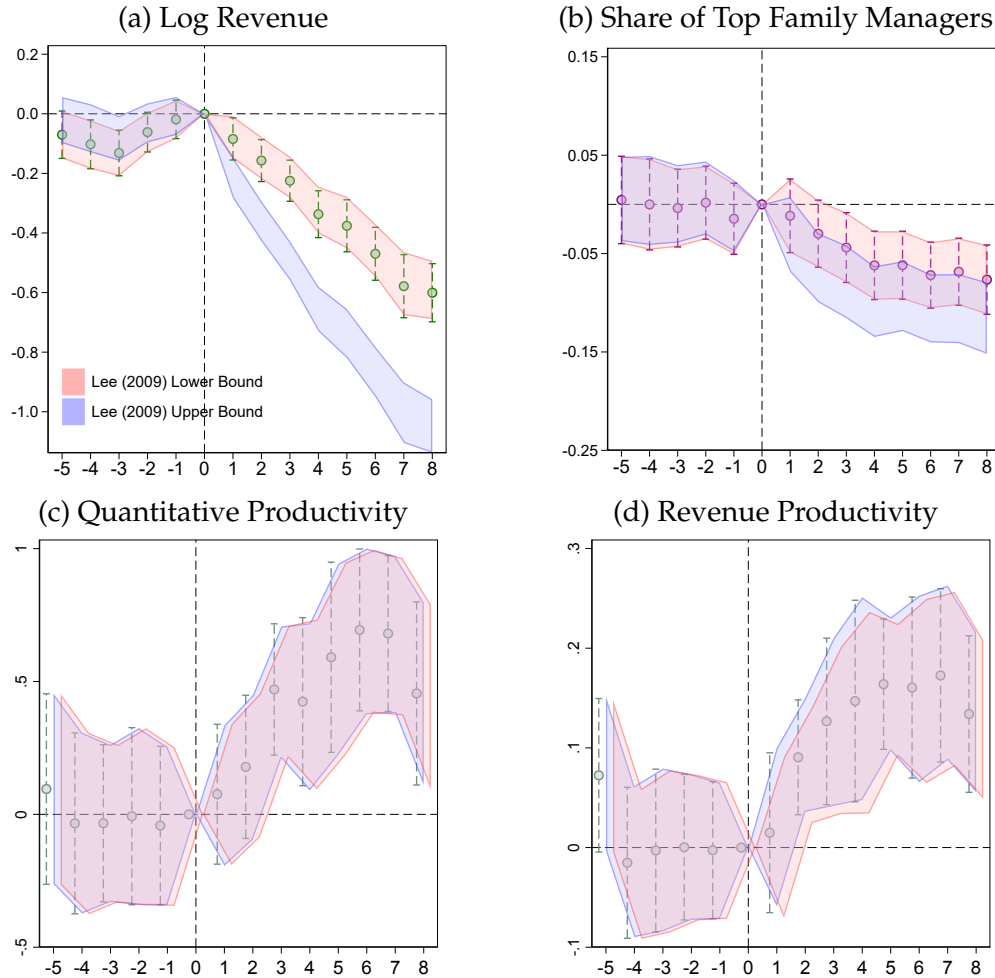 (a) Log Revenue
(b) Share of Top Family Managers
0.2
0.0
-0.2
-0.4
-0.6
-0.8
-1.0
Lee (2009) Lower Bound
Lee (2009) Upper Bound
-5 -4 -3 -2 -1 0 1 2 3 4 5 6 7 8
0.15
0.05
-0.05
-0.15
-0.25
-5 -4 -3 -2 -1 0 1 2 3 4 5 6 7 8
(c) Quantitative Productivity
(d) Revenue Productivity
1
.5
0
-.5
-5 -4 -3 -2 -1 0 1 2 3 4 5 6 7 8
.3
.2
.1
0
-.1
-5 -4 -3 -2 -1 0 1 2 3 4 5 6 7 8